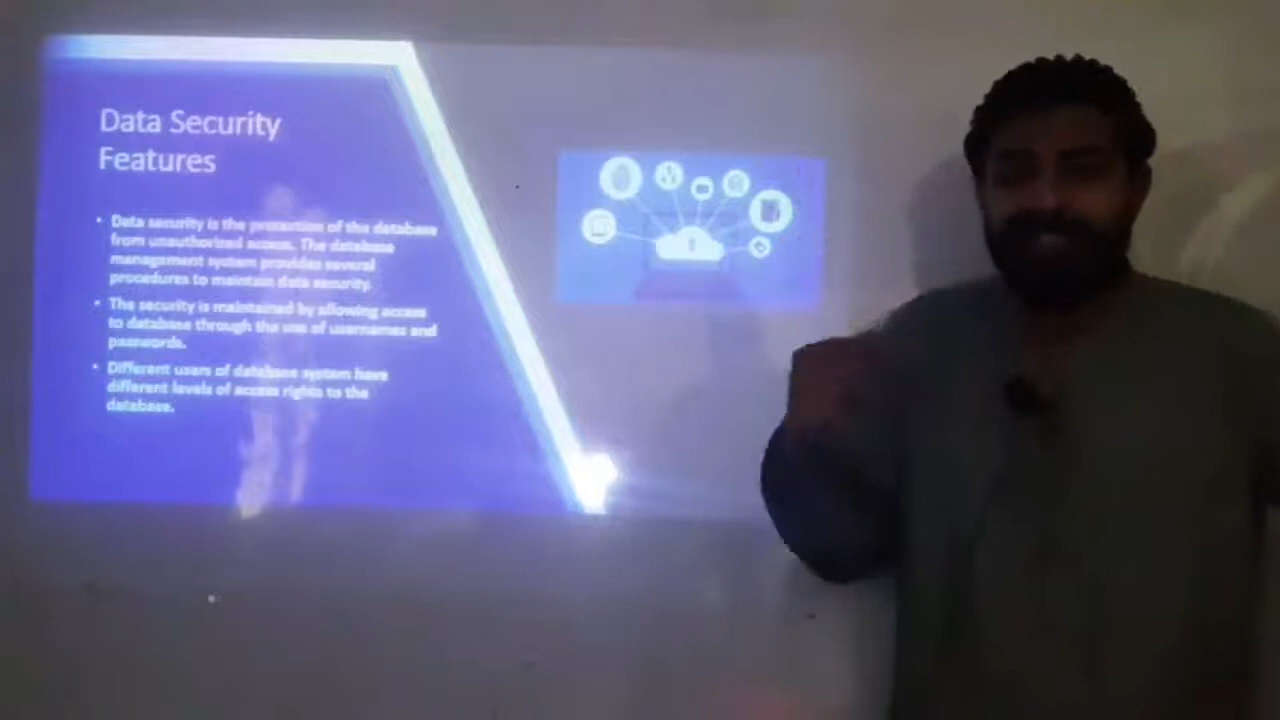 Data Security
Features
• Data security is the protection of the database
from unauthorized access. The database
management system provides several
procedures to maintain data security.
• The security is maintained by allowing access
to database through the use of usernames and
passwords.
• Different users of database system have
different levels of access rights to the
database.